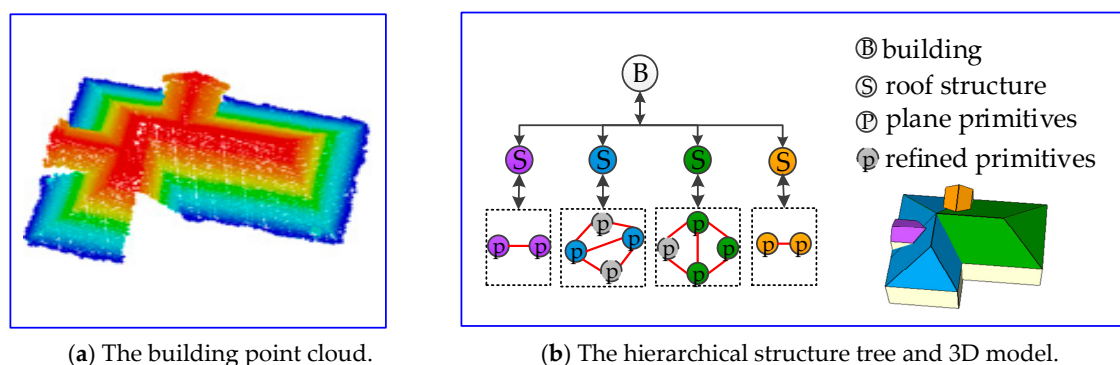 B
B building
S roof structure
P plane primitives
p refined primitives
S S S S
p p p p p p p p p p p p
(a) The building point cloud.
(b) The hierarchical structure tree and 3D model.